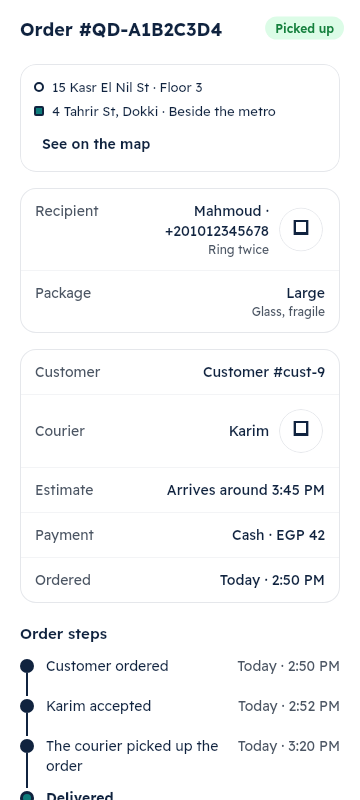 Order #QD-A1B2C3D4
Picked up
15 Kasr El Nil St · Floor 3
4 Tahrir St, Dokki · Beside the metro
See on the map
Recipient
Mahmoud ·
+201012345678
Ring twice
Package
Large
Glass, fragile
Customer
Customer #cust-9
Courier
Karim
Estimate
Arrives around 3:45 PM
Payment
Cash · EGP 42
Ordered
Today · 2:50 PM
Order steps
Customer ordered
Today · 2:50 PM
Karim accepted
Today · 2:52 PM
The courier picked up the
order
Today · 3:20 PM
Delivered